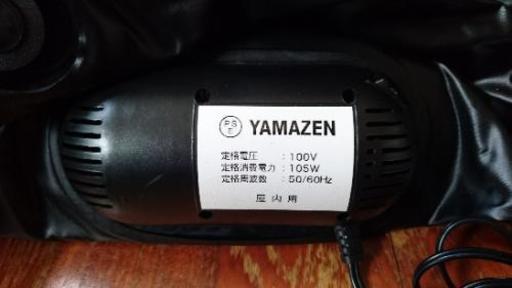 PSE YAMAZEN
定格電圧 : 100V
定格消費電力 : 105W
定格周波数 : 50/60Hz
屋内用